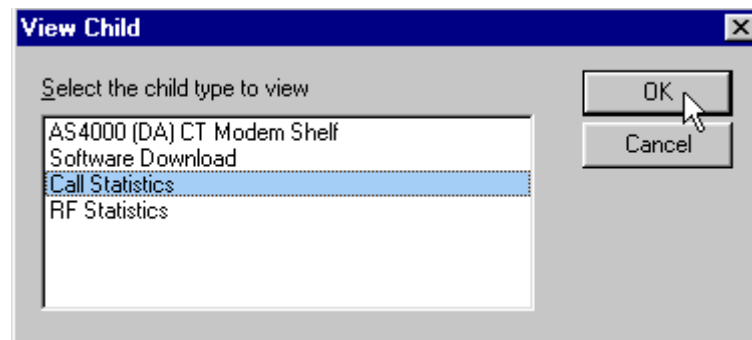 View Child
Select the child type to view
OK
AS4000 (DA) CT Modem Shelf
Software Download
Cancel
Call Statistics
RF Statistics